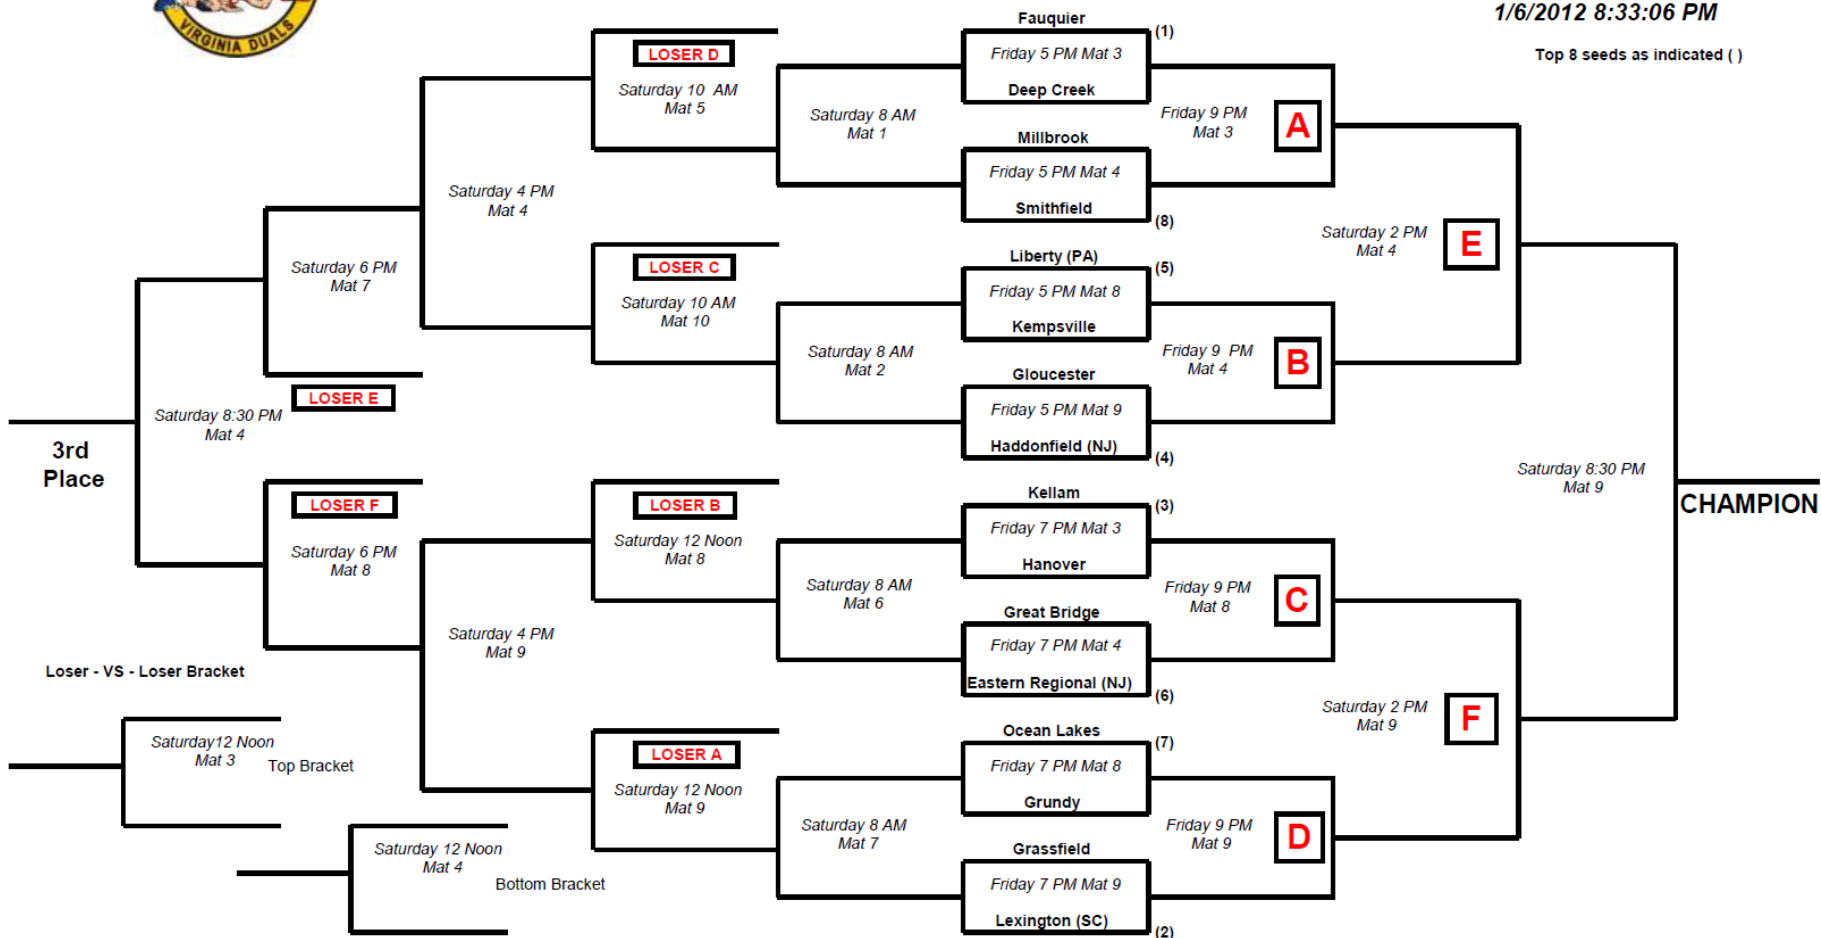 VIRGINIA DUALS
1/6/2012 8:33:06 PM
Top 8 seeds as indicated ( )
Fauquier
(1)
Friday 5 PM Mat 3
Deep Creek
LOSER D
Saturday 10 AM
Mat 5
Saturday 8 AM
Mat 1
Friday 9 PM
Mat 3
A
Millbrook
Friday 5 PM Mat 4
Smithfield
(8)
Saturday 4 PM
Mat 4
Saturday 2 PM
Mat 4
E
Liberty (PA)
(5)
Friday 5 PM Mat 8
Kempsville
LOSER C
Saturday 10 AM
Mat 10
Saturday 6 PM
Mat 7
Saturday 8 AM
Mat 2
Friday 9 PM
Mat 4
B
Gloucester
Friday 5 PM Mat 9
Haddonfield (NJ)
(4)
LOSER E
Saturday 8:30 PM
Mat 4
3rd
Place
Saturday 8:30 PM
Mat 9
CHAMPION
LOSER F
Saturday 6 PM
Mat 8
LOSER B
Saturday 12 Noon
Mat 8
Kellam
(3)
Friday 7 PM Mat 3
Hanover
Saturday 8 AM
Mat 6
Friday 9 PM
Mat 8
C
Great Bridge
Friday 7 PM Mat 4
Eastern Regional (NJ)
(6)
Saturday 4 PM
Mat 9
Saturday 2 PM
Mat 9
F
Loser - VS - Loser Bracket
Ocean Lakes
(7)
Friday 7 PM Mat 8
Grundy
LOSER A
Saturday 12 Noon
Mat 9
Saturday 8 AM
Mat 7
Friday 9 PM
Mat 9
D
Grassfield
Friday 7 PM Mat 9
Lexington (SC)
(2)
Saturday12 Noon
Mat 3
Top Bracket
Saturday 12 Noon
Mat 4
Bottom Bracket